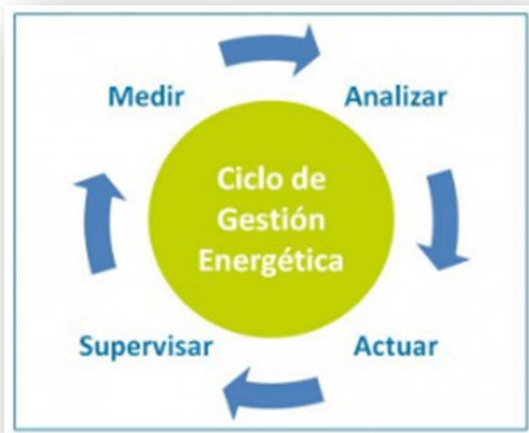 Medir
Analizar
Ciclo de
Gestión
Energética
Supervisar
Actuar